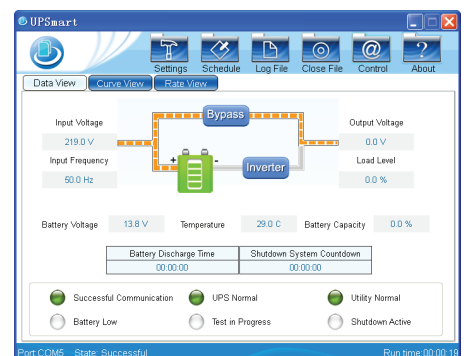 UPSmart
Settings Schedule Log File Close File Control About
Data View Curve View Rate View
Bypass
Input Voltage Output Voltage
219.0 V 0.0 V
Input Frequency Load Level
+ - Inverter
50.0 Hz 0.0 %
Battery Voltage 13.8 V Temperature 29.0 C Battery Capacity 0.0 %
Battery Discharge Time Shutdown System Countdown
00:00:00 00:00:00
Successful Communication UPS Normal Utility Normal
Battery Low Test in Progress Shutdown Active
Port:COM5 State: Successful Run time:00:00:19